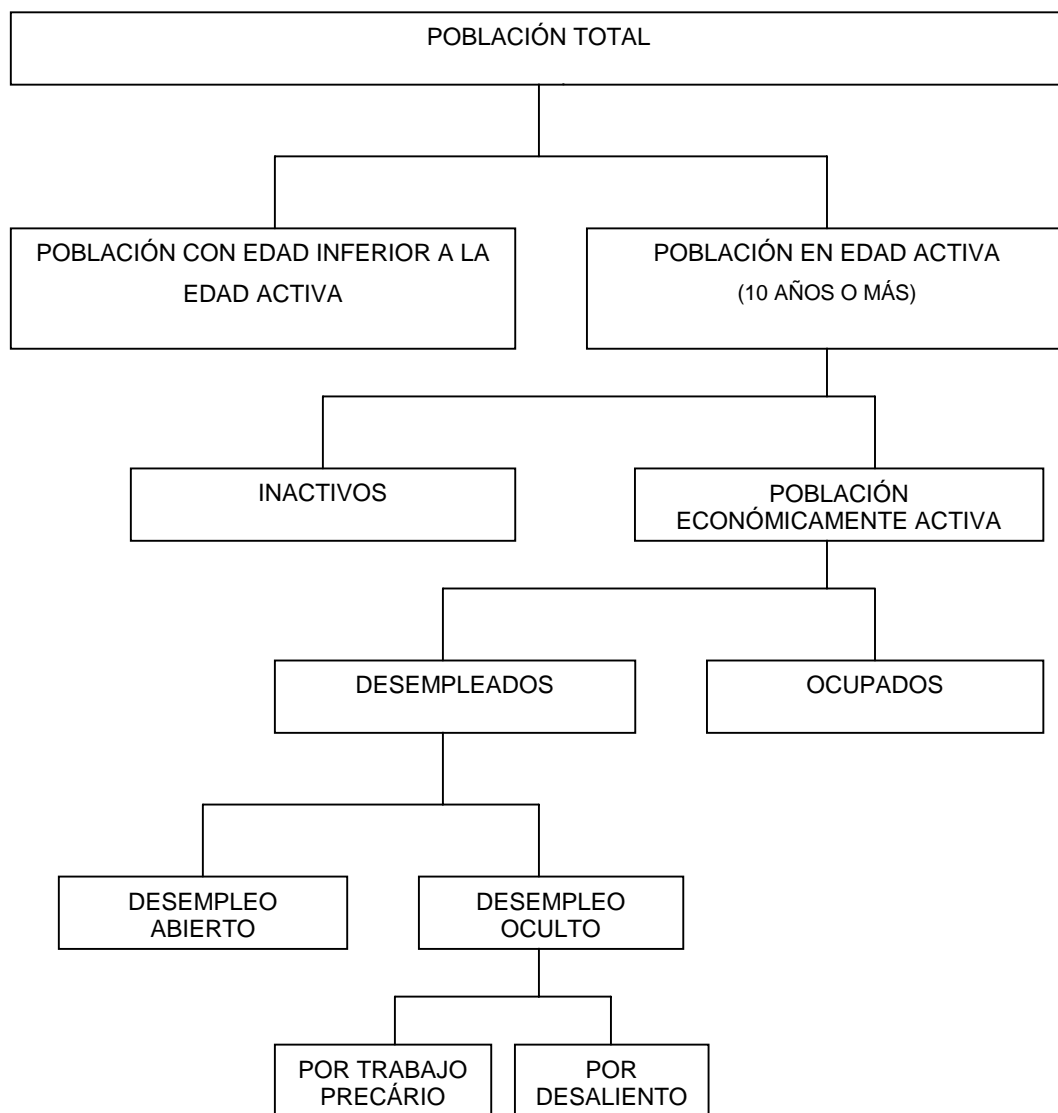 POBLACIÓN TOTAL
POBLACIÓN CON EDAD INFERIOR A LA
EDAD ACTIVA
POBLACIÓN EN EDAD ACTIVA
(10 AÑOS O MÁS)
INACTIVOS
POBLACIÓN
ECONÓMICAMENTE ACTIVA
DESEMPLEADOS
OCUPADOS
DESEMPLEO
ABIERTO
DESEMPLEO
OCULTO
POR TRABAJO
PRECÁRIO
POR
DESALIENTO